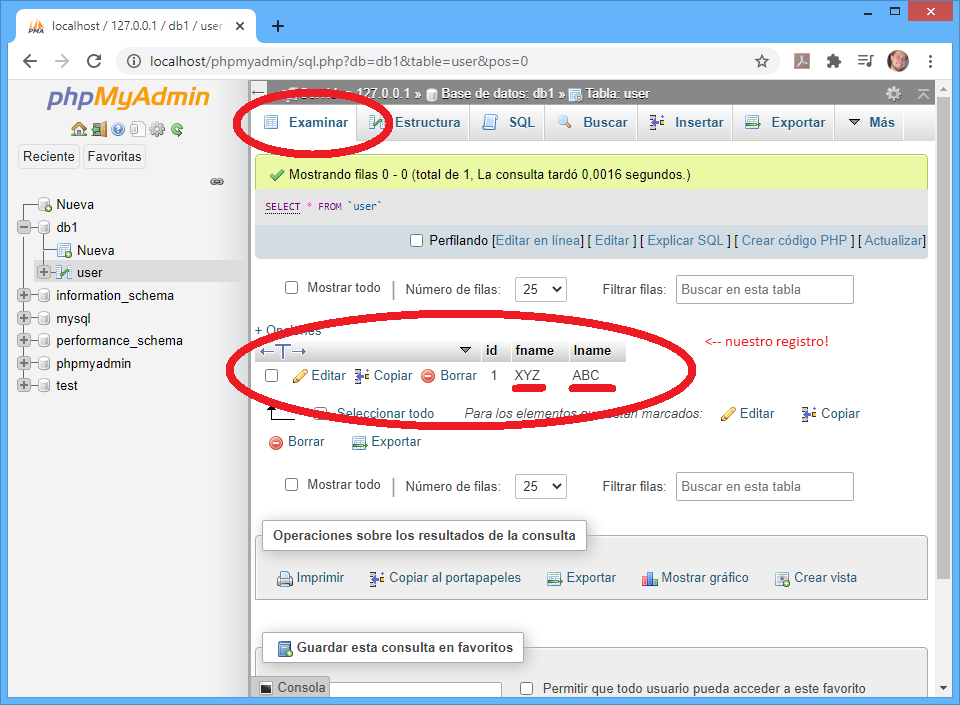 localhost / 127.0.0.1 / db1 / user
localhost/phpmyadmin/sql.php?db=db1&table=user&pos=0
phpMyAdmin
Reciente Favoritas
Nueva
db1
Nueva
user
information_schema
mysql
performance_schema
phpmyadmin
test
127.0.0.1 » Base de datos: db1 » Tabla: user
Examinar Estructura SQL Buscar Insertar Exportar Más
Mostrando filas 0 - 0 (total de 1, La consulta tardó 0,0016 segundos.)
SELECT * FROM `user`
Perfilando [Editar en línea] [ Editar ] [ Explicar SQL ] [ Crear código PHP ] [ Actualizar]
Mostrar todo | Número de filas: 25 Filtrar filas: Buscar en esta tabla
+ Opciones
<-- nuestro registro!
←T→ id fname lname
Editar Copiar Borrar 1 XYZ ABC
Seleccionar todo Para los elementos que están marcados: Editar Copiar
Borrar Exportar
Mostrar todo | Número de filas: 25 Filtrar filas: Buscar en esta tabla
Operaciones sobre los resultados de la consulta
Imprimir Copiar al portapapeles Exportar Mostrar gráfico Crear vista
Guardar esta consulta en favoritos
Consola
Permitir que todo usuario pueda acceder a este favorito